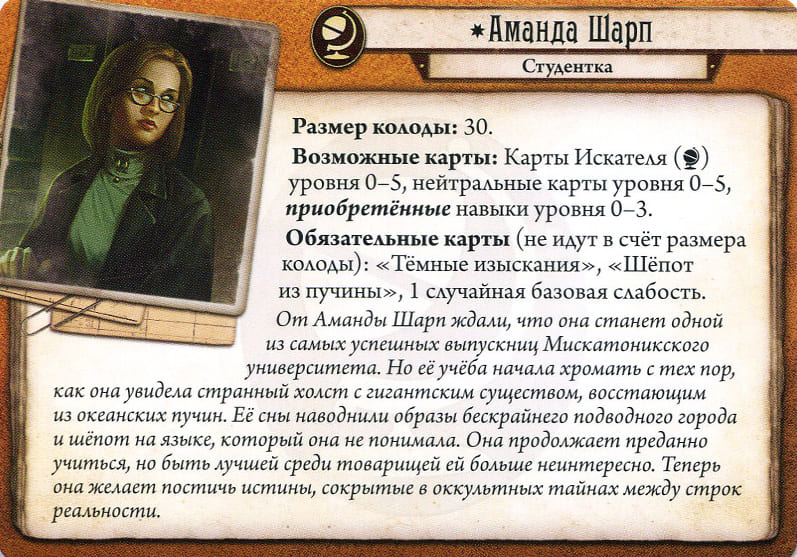 ✷Аманда Шарп
Студентка
Размер колоды: 30.
Возможные карты: Карты Искателя ()
уровня 0–5, нейтральные карты уровня 0–5,
приобретённые навыки уровня 0–3.
Обязательные карты (не идут в счёт размера
колоды): «Тёмные изыскания», «Шёпот
из пучины», 1 случайная базовая слабость.
От Аманды Шарп ждали, что она станет одной
из самых успешных выпускниц Мискатоникского
университета. Но её учёба начала хромать с тех пор,
как она увидела странный холст с гигантским существом, восстающим
из океанских пучин. Её сны наводнили образы бескрайнего подводного города
и шёпот на языке, который она не понимала. Она продолжает преданно
учиться, но быть лучшей среди товарищей ей больше неинтересно. Теперь
она желает постичь истины, сокрытые в оккультных тайнах между строк
реальности.